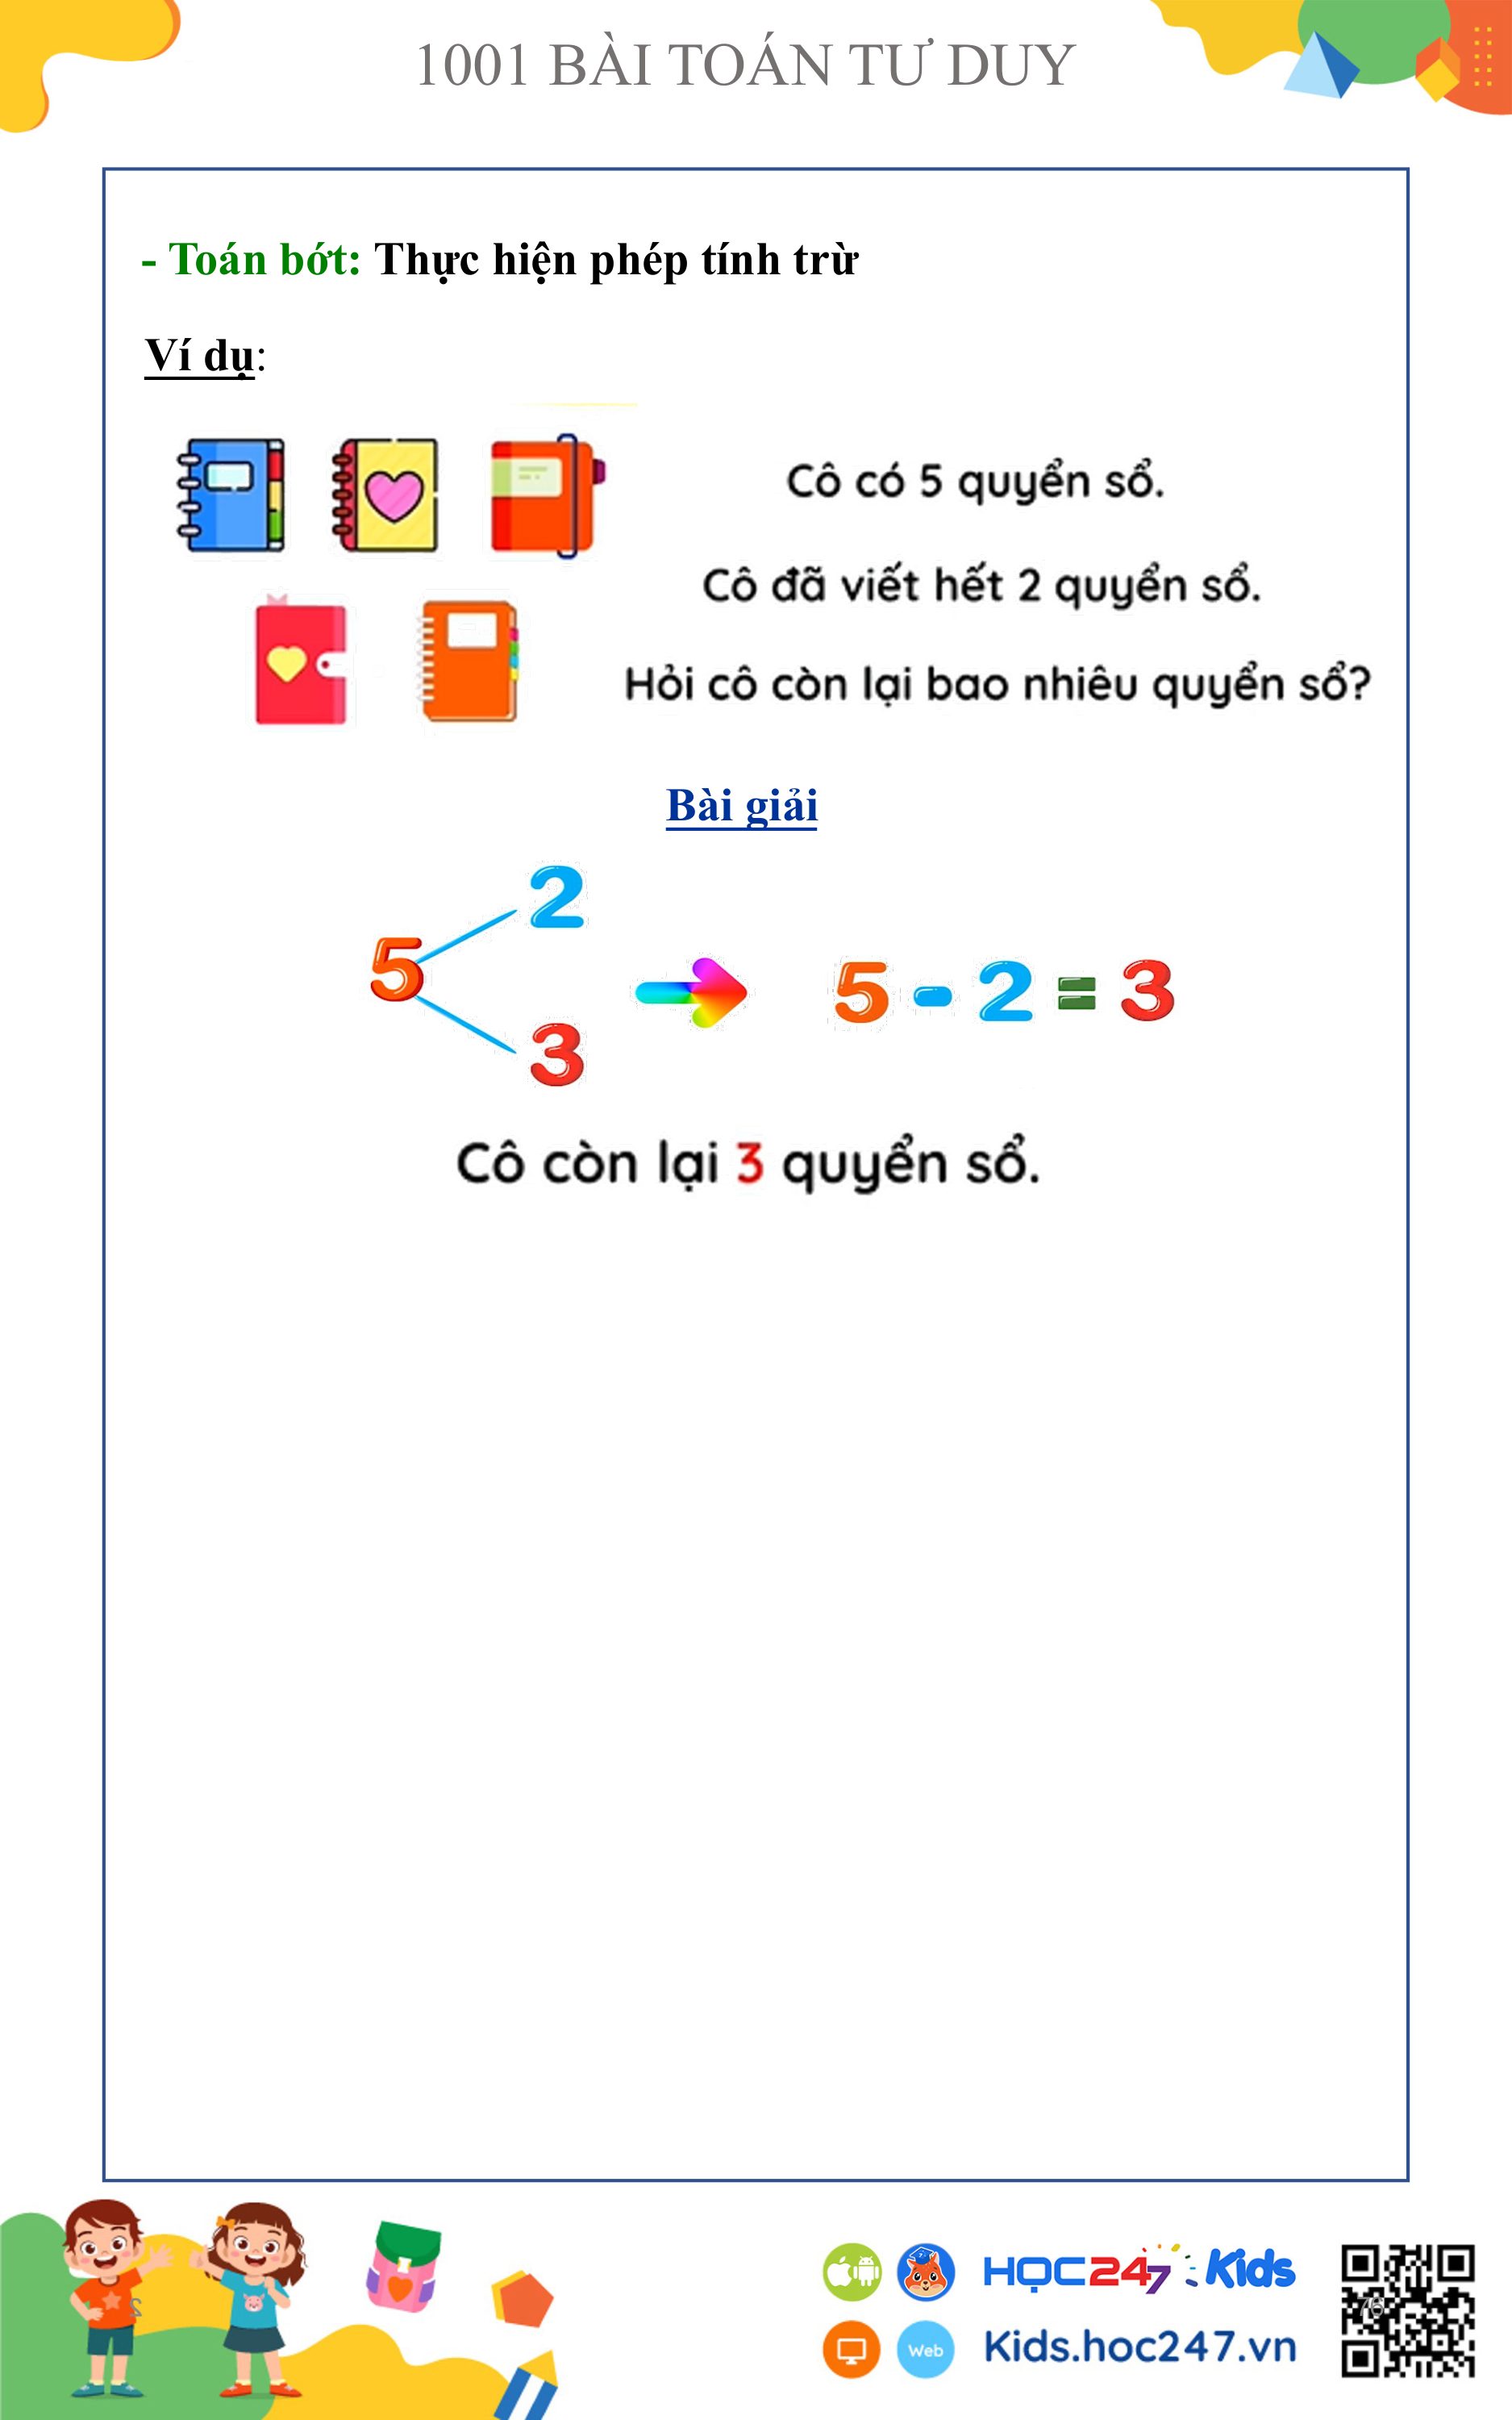 1001 BÀI TOÁN TƯ DUY
- Toán bớt: Thực hiện phép tính trừ
Ví dụ:
Cô có 5 quyển sổ.
Cô đã viết hết 2 quyển sổ.
Hỏi cô còn lại bao nhiêu quyển sổ?
Bài giải
2
5
3
5 - 2 = 3
Cô còn lại 3 quyển sổ.
HỌC247 Kids
76
Web
Kids.hoc247.vn
2